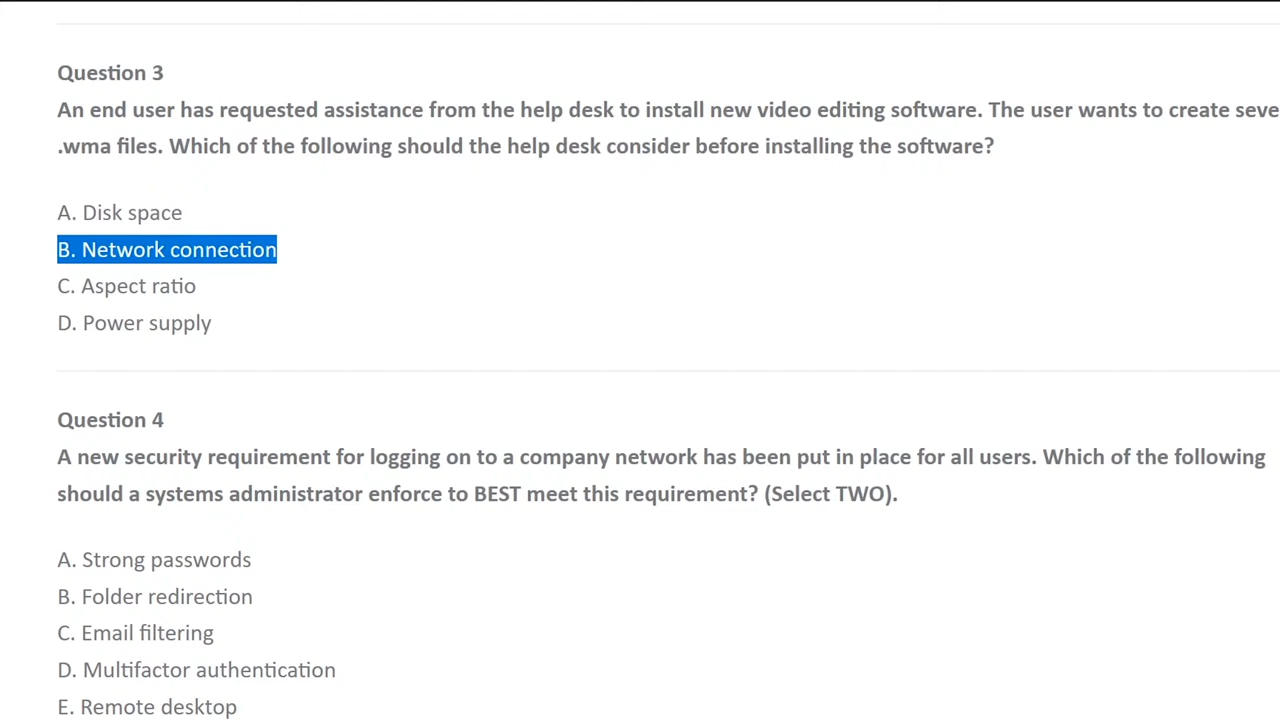 Question 3
An end user has requested assistance from the help desk to install new video editing software. The user wants to create seve
.wma files. Which of the following should the help desk consider before installing the software?
A. Disk space
B. Network connection
C. Aspect ratio
D. Power supply
Question 4
A new security requirement for logging on to a company network has been put in place for all users. Which of the following
should a systems administrator enforce to BEST meet this requirement? (Select TWO).
A. Strong passwords
B. Folder redirection
C. Email filtering
D. Multifactor authentication
E. Remote desktop